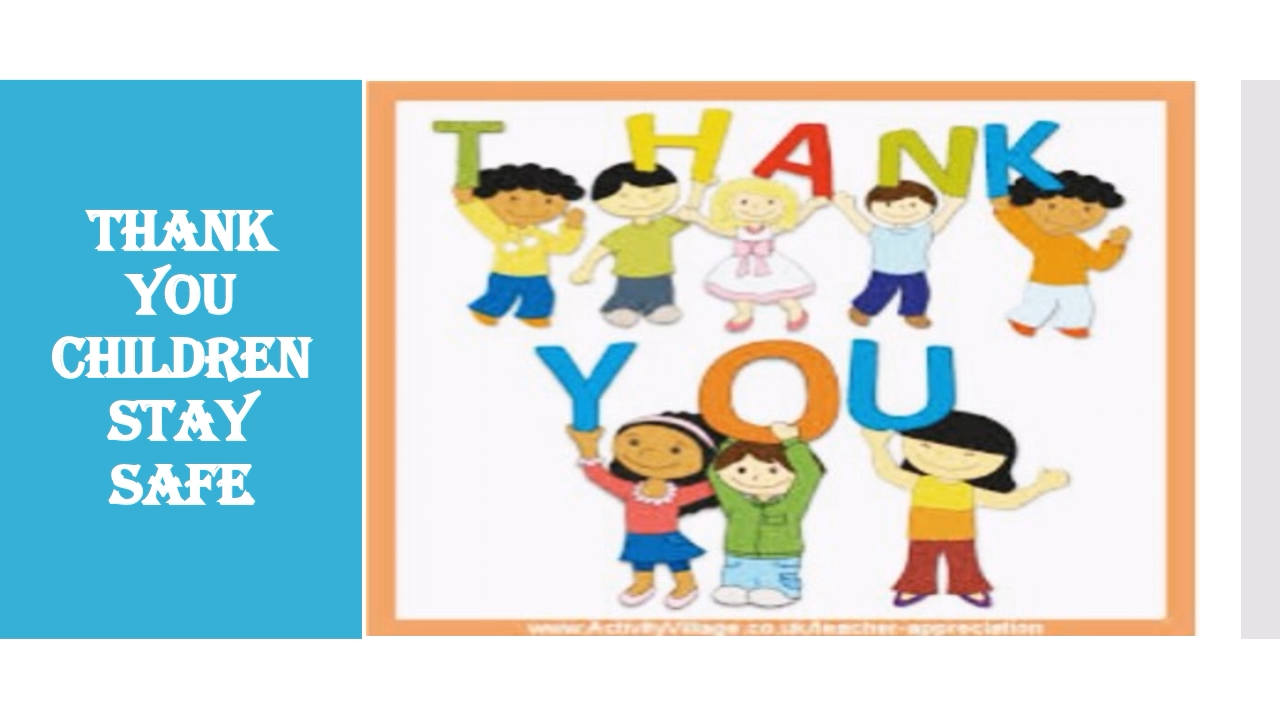 THANK
YOU
CHILDREN
STAY
SAFE
THANK
YOU
www.ActivityVillage.co.uk/teacher-appreciation